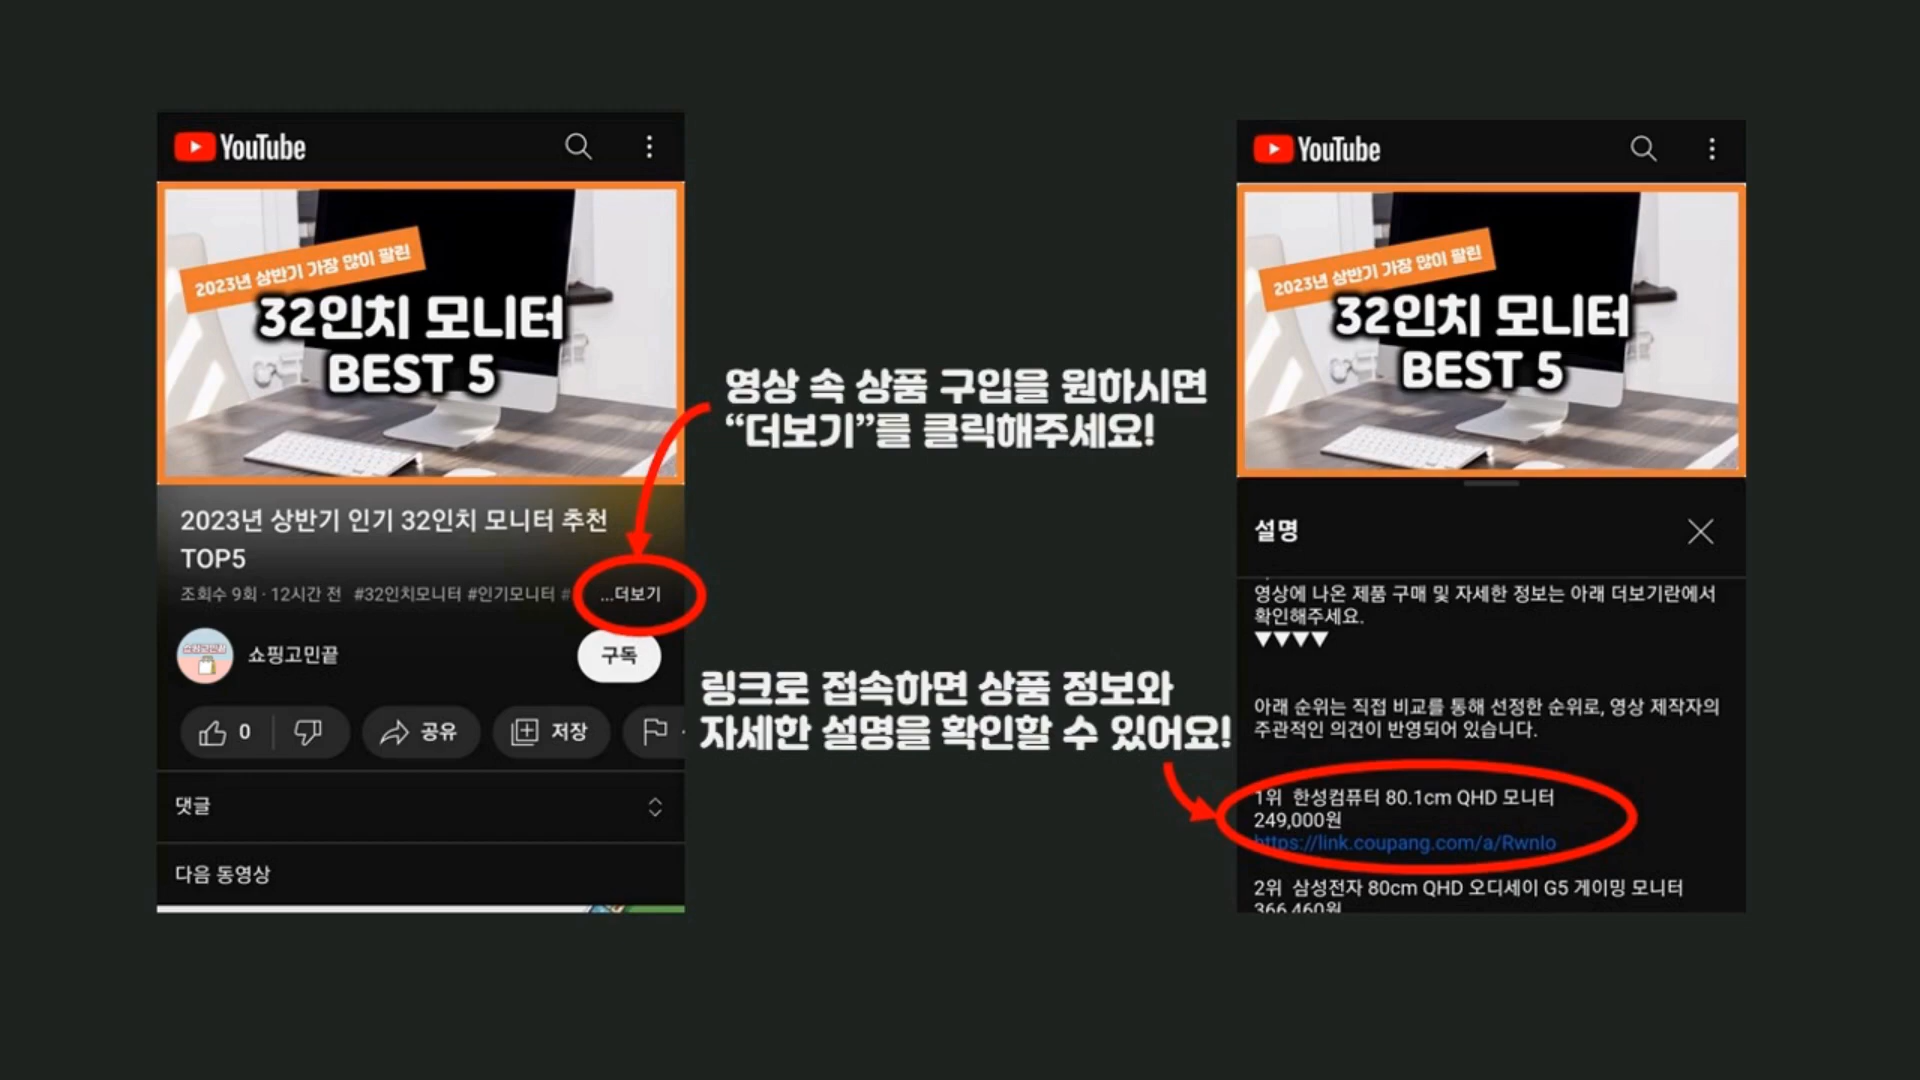 YouTube
2023년 상반기 가장 많이 팔린
32인치 모니터
BEST 5
2023년 상반기 인기 32인치 모니터 추천
TOP5
조회수 9회 · 12시간 전 #32인치모니터 #인기모니터 # ...더보기
쇼핑고민끝
쇼핑고민끝
구독
0
공유
저장
댓글
다음 동영상
영상 속 상품 구입을 원하시면
“더보기”를 클릭해주세요!
링크로 접속하면 상품 정보와
자세한 설명을 확인할 수 있어요!
YouTube
2023년 상반기 가장 많이 팔린
32인치 모니터
BEST 5
설명
영상에 나온 제품 구매 및 자세한 정보는 아래 더보기란에서
확인해주세요.
▼▼▼▼
아래 순위는 직접 비교를 통해 선정한 순위로, 영상 제작자의
주관적인 의견이 반영되어 있습니다.
1위 한성컴퓨터 80.1cm QHD 모니터
249,000원
https://link.coupang.com/a/Rwnlo
2위 삼성전자 80cm QHD 오디세이 G5 게이밍 모니터
366,460원